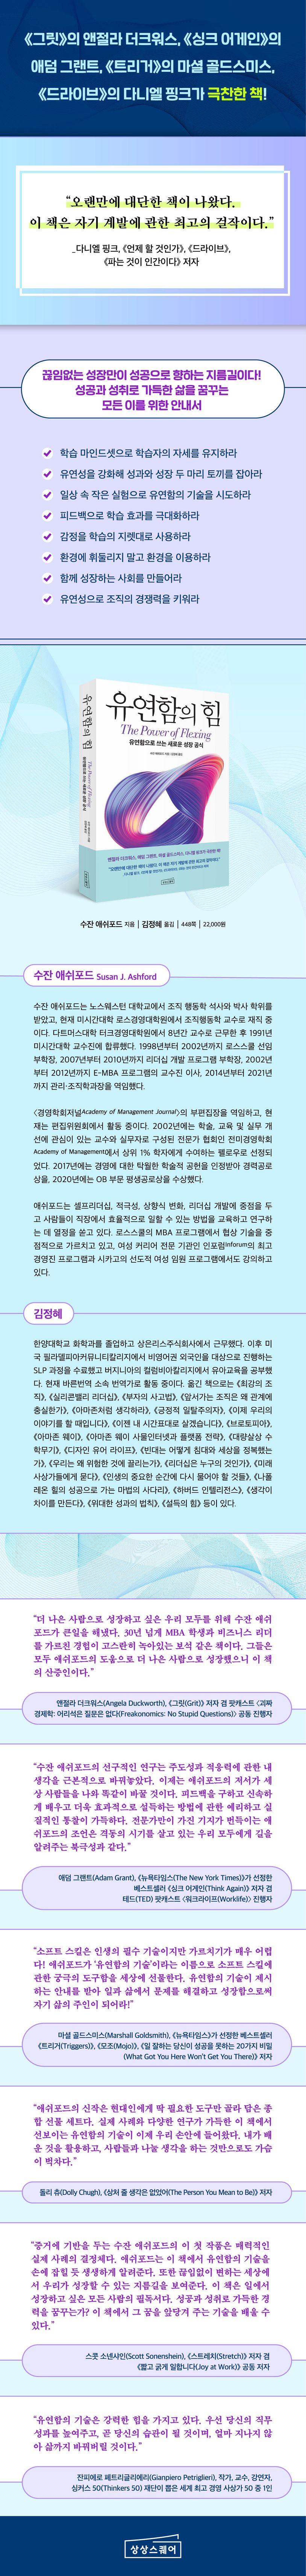 《그릿》의 앤절라 더크워스, 《싱크 어게인》의
애덤 그랜트, 《트리거》의 마셜 골드스미스,
《드라이브》의 다니엘 핑크가 극찬한 책!
“오랜만에 대단한 책이 나왔다.
이 책은 자기 계발에 관한 최고의 걸작이다.”
_다니엘 핑크, 《언제 할 것인가》, 《드라이브》,
《파는 것이 인간이다》 저자
끊임없는 성장만이 성공으로 향하는 지름길이다!
성공과 성취로 가득한 삶을 꿈꾸는
모든 이를 위한 안내서
학습 마인드셋으로 학습자의 자세를 유지하라
유연성을 강화해 성과와 성장 두 마리 토끼를 잡아라
일상 속 작은 실험으로 유연함의 기술을 시도하라
피드백으로 학습 효과를 극대화하라
감정을 학습의 지렛대로 사용하라
환경에 휘둘리지 말고 환경을 이용하라
함께 성장하는 사회를 만들어라
유연성으로 조직의 경쟁력을 키워라
유연함의 힘
The Power of Flexing
유연함으로 쓰는 새로운 성장 공식
유연함의 힘
The Power of Flexing
수잔 애쉬포드 지음 | 김정혜 옮김 | 448쪽 | 22,000원
수잔 애쉬포드 Susan J. Ashford
수잔 애쉬포드는 노스웨스턴 대학교에서 조직 행동학 석사와 박사 학위를
받았고, 현재 미시간대학 로스경영대학원에서 조직행동학 교수로 재직 중
이다. 다트머스대학 터크경영대학원에서 8년간 교수로 근무한 후 1991년
미시간대학 교수진에 합류했다. 1998년부터 2002년까지 로스스쿨 선임
부학장, 2007년부터 2010년까지 리더십 개발 프로그램 부학장, 2002년
부터 2012년까지 E-MBA 프로그램의 교수진 이사, 2014년부터 2021년
까지 관리·조직학과장을 역임했다.
〈경영학회저널Academy of Management Journal〉의 부편집장을 역임하고, 현
재는 편집위원회에서 활동 중이다. 2002년에는 학술, 교육 및 실무 개
선에 관심이 있는 교수와 실무자로 구성된 전문가 협회인 전미경영학회
Academy of Management에서 상위 1% 학자에게 수여하는 펠로우로 선정되
었다. 2017년에는 경영에 대한 탁월한 학술적 공헌을 인정받아 경력공로
상을, 2020년에는 OB 부문 평생공로상을 수상했다.
애쉬포드는 셀프리더십, 적극성, 상향식 변화, 리더십 개발에 중점을 두
고 사람들이 직장에서 효율적으로 일할 수 있는 방법을 교육하고 연구하
는 데 열정을 쏟고 있다. 로스스쿨의 MBA 프로그램에서 협상 기술을 중
점적으로 가르치고 있고, 여성 커리어 전문 기관인 인포럼Inforum의 최고
경영진 프로그램과 시카고의 선도적 여성 임원 프로그램에서도 강의하고
있다.
김정혜
한양대학교 화학과를 졸업하고 상은리스주식회사에서 근무했다. 이후 미
국 필라델피아커뮤니티칼리지에서 비영어권 외국인을 대상으로 진행하는
SLP 과정을 수료했고 버지니아의 컬럼비아칼리지에서 유아교육을 공부했
다. 현재 바른번역 소속 번역가로 활동 중이다. 옮긴 책으로는 《최강의 조
직》, 《실리콘밸리 리더십》, 《부자의 사고법》, 《앞서가는 조직은 왜 관계에
충실한가》, 《아마존처럼 생각하라》, 《긍정적 일탈주의자》, 《이제 우리의
이야기를 할 때입니다》, 《이젠 내 시간표대로 살겠습니다》, 《브로토피아》,
《아마존 웨이》, 《아마존 웨이 사물인터넷과 플랫폼 전략》, 《대량살상 수
학무기》, 《디자인 유어 라이프》, 《빈대는 어떻게 침대와 세상을 정복했는
가》, 《우리는 왜 위험한 것에 끌리는가》, 《리더십은 누구의 것인가》, 《미래
사상가들에게 묻다》, 《인생의 중요한 순간에 다시 물어야 할 것들》, 《나폴
레온 힐의 성공으로 가는 마법의 사다리》, 《하버드 인텔리전스》, 《생각이
차이를 만든다》, 《위대한 성과의 법칙》, 《설득의 힘》 등이 있다.
“더 나은 사람으로 성장하고 싶은 우리 모두를 위해 수잔 애쉬
포드가 큰일을 해냈다. 30년 넘게 MBA 학생과 비즈니스 리더
를 가르친 경험이 고스란히 녹아있는 보석 같은 책이다. 그들은
모두 애쉬포드의 도움으로 더 나은 사람으로 성장했으니 이 책
의 산증인이다.”
앤절라 더크워스(Angela Duckworth), 《그릿(Grit)》 저자 겸 팟캐스트 〈괴짜
경제학: 어리석은 질문은 없다(Freakonomics: No Stupid Questions)〉 공동 진행자
“수잔 애쉬포드의 선구적인 연구는 주도성과 적응력에 관한 내
생각을 근본적으로 바꿔놓았다. 이제는 애쉬포드의 저서가 세
상 사람들을 나와 똑같이 바꿀 것이다. 피드백을 구하고 신속하
게 배우고 더욱 효과적으로 설득하는 방법에 관한 예리하고 실
질적인 통찰이 가득하다. 전문가만이 가진 기지가 번득이는 애
쉬포드의 조언은 격동의 시기를 살고 있는 우리 모두에게 길을
알려주는 북극성과 같다.”
애덤 그랜트(Adam Grant), 《뉴욕타임스(The New York Times)》가 선정한
베스트셀러 《싱크 어게인(Think Again)》 저자 겸
테드(TED) 팟캐스트 〈워크라이프(Worklife)〉 진행자
“소프트 스킬은 인생의 필수 기술이지만 가르치기가 매우 어렵
다! 애쉬포드가 ‘유연함의 기술’이라는 이름으로 소프트 스킬에
관한 궁극의 도구함을 세상에 선물한다. 유연함의 기술이 제시
하는 안내를 받아 일과 삶에서 문제를 해결하고 성장함으로써
자기 삶의 주인이 되어라!”
마셜 골드스미스(Marshall Goldsmith), 《뉴욕타임스》가 선정한 베스트셀러
《트리거(Triggers)》, 《모조(Mojo)》, 《일 잘하는 당신이 성공을 못하는 20가지 비밀
(What Got You Here Won't Get You There)》 저자
“애쉬포드의 신작은 현대인에게 딱 필요한 도구만 골라 담은 종
합 선물 세트다. 실제 사례와 다양한 연구가 가득한 이 책에서
선보이는 유연함의 기술이 이제 우리 손안에 들어왔다. 내가 배
운 것을 활용하고, 사람들과 나눌 생각을 하는 것만으로도 가슴
이 벅차다.”
돌리 츄(Dolly Chugh), 《상처 줄 생각은 없었어(The Person You Mean to Be)》 저자
“증거에 기반을 두는 수잔 애쉬포드의 이 첫 작품은 매력적인
실제 사례의 결정체다. 애쉬포드는 이 책에서 유연함의 기술을
손에 잡힐 듯 생생하게 알려준다. 또한 끊임없이 변하는 세상에
서 우리가 성장할 수 있는 지름길을 보여준다. 이 책은 일에서
성장하고 싶은 모든 사람의 필독서다. 성공과 성취로 가득한 경
력을 꿈꾸는가? 이 책에서 그 꿈을 앞당겨 주는 기술을 배울 수
있다.”
스콧 소넨샤인(Scott Sonenshein), 《스트레치(Stretch)》 저자 겸
《짧고 굵게 일합니다(Joy at Work)》 공동 저자
“유연함의 기술은 강력한 힘을 가지고 있다. 우선 당신의 직무
성과를 높여주고, 곧 당신의 습관이 될 것이며, 얼마 지나지 않
아 삶까지 바꿔버릴 것이다.”
잔피에로 페트리글리에리(Gianpiero Petriglieri), 작가, 교수, 강연자,
싱커스 50(Thinkers 50) 재단이 뽑은 세계 최고 경영 사상가 50 중 1인
상상스퀘어